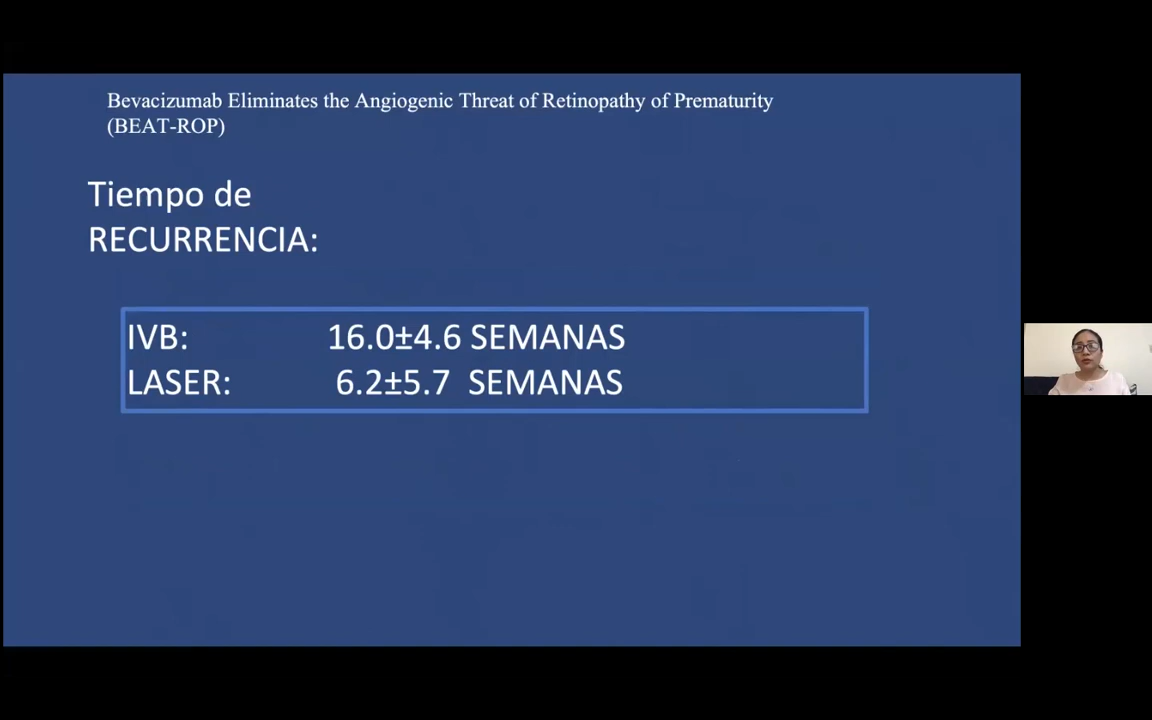 Bevacizumab Eliminates the Angiogenic Threat of Retinopathy of Prematurity
(BEAT-ROP)
Tiempo de
RECURRENCIA:
IVB: 16.0±4.6 SEMANAS
LASER: 6.2±5.7 SEMANAS